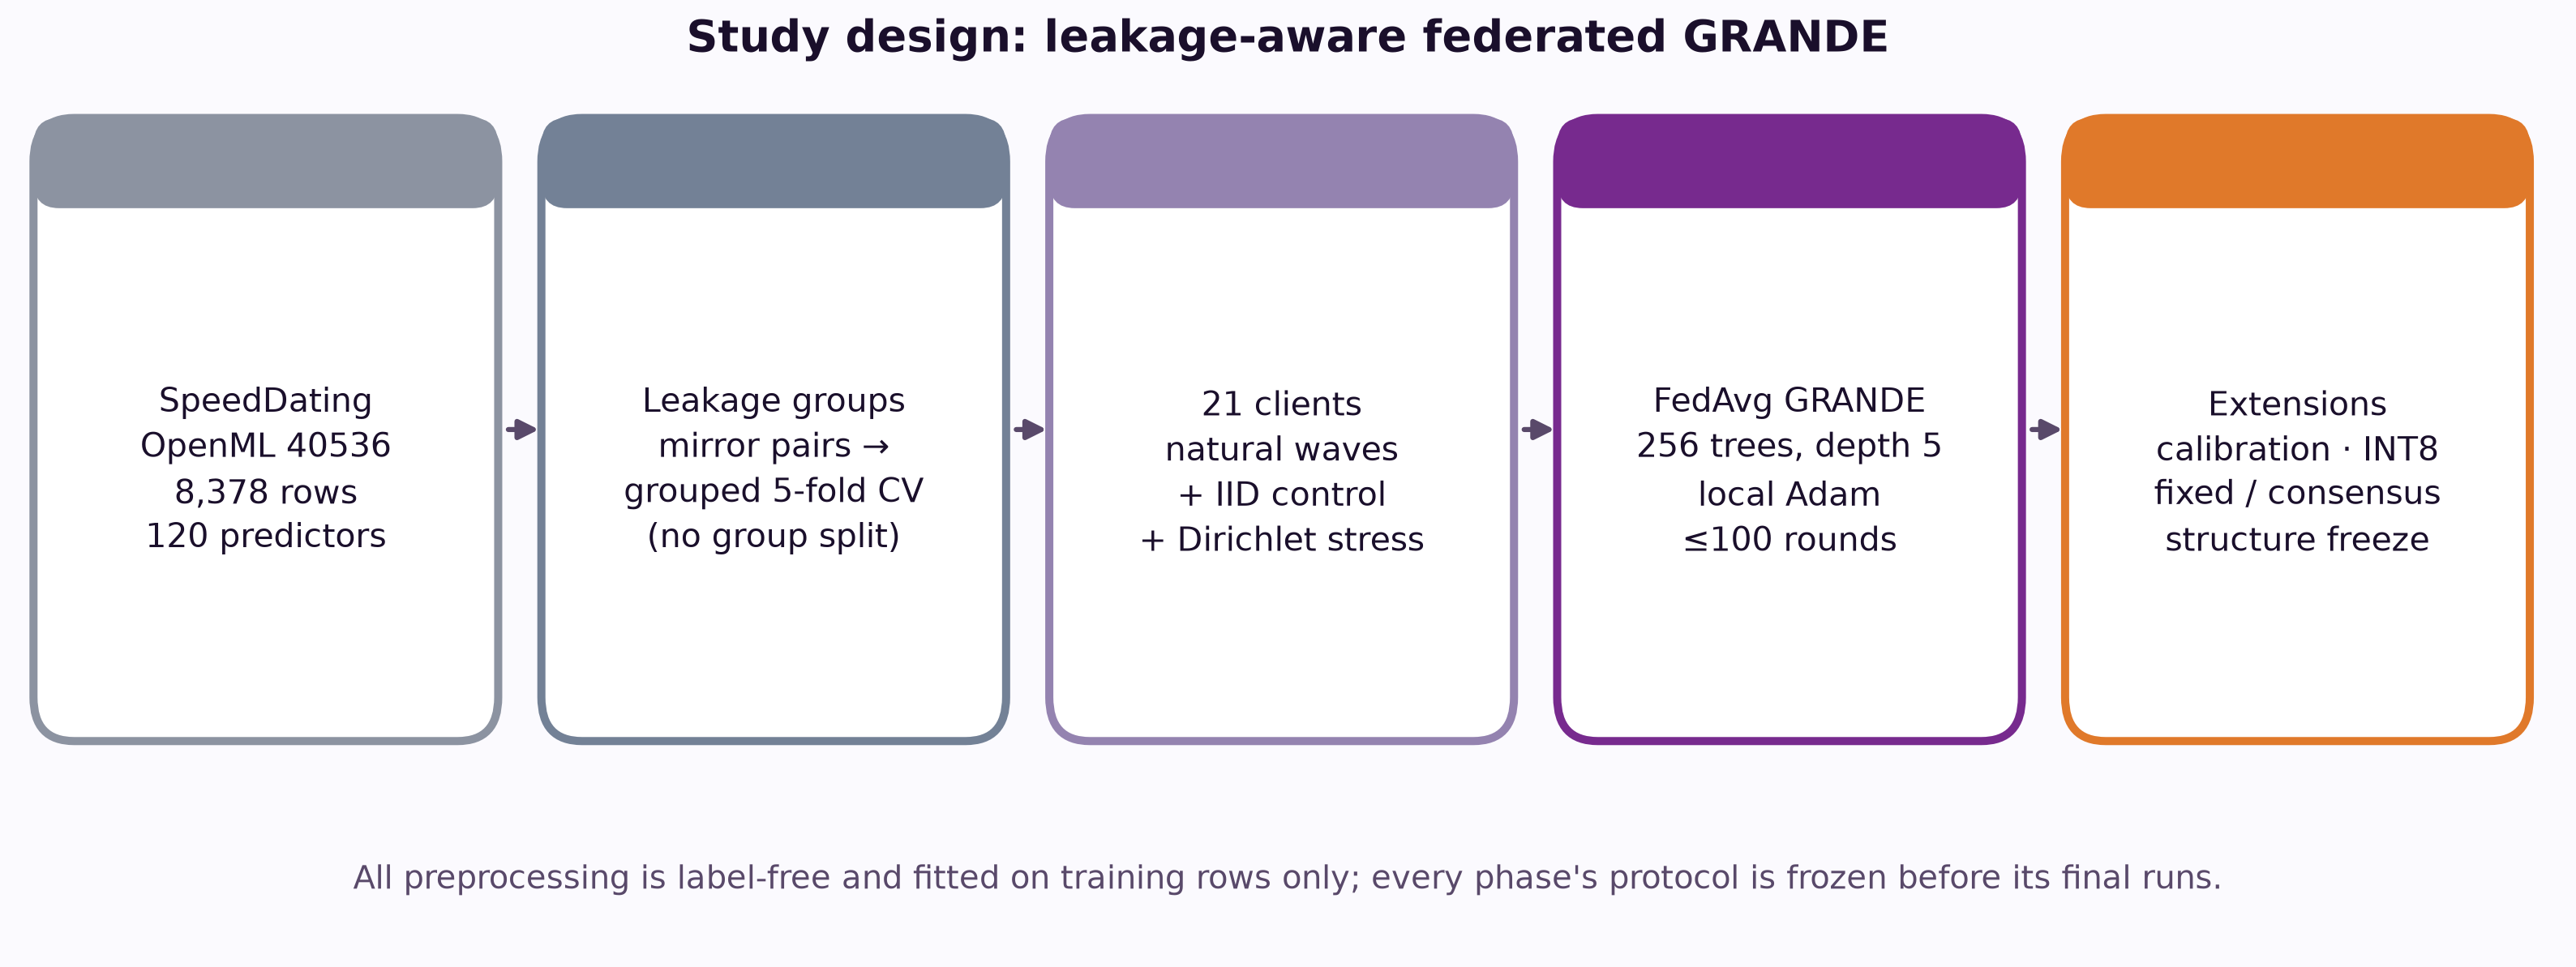 Study design: leakage-aware federated GRANDE
SpeedDating
OpenML 40536
8,378 rows
120 predictors
Leakage groups
mirror pairs →
grouped 5-fold CV
(no group split)
21 clients
natural waves
+ IID control
+ Dirichlet stress
FedAvg GRANDE
256 trees, depth 5
local Adam
≤100 rounds
Extensions
calibration · INT8
fixed / consensus
structure freeze
All preprocessing is label-free and fitted on training rows only; every phase's protocol is frozen before its final runs.